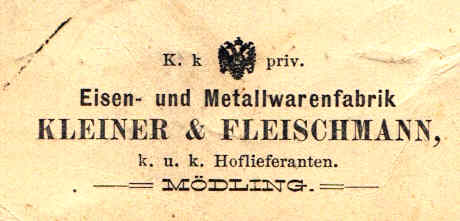 K. k priv.
Eisen- und Metallwarenfabrik
KLEINER & FLEISCHMANN,
k. u. k. Hoflieferanten.
MÖDLING.